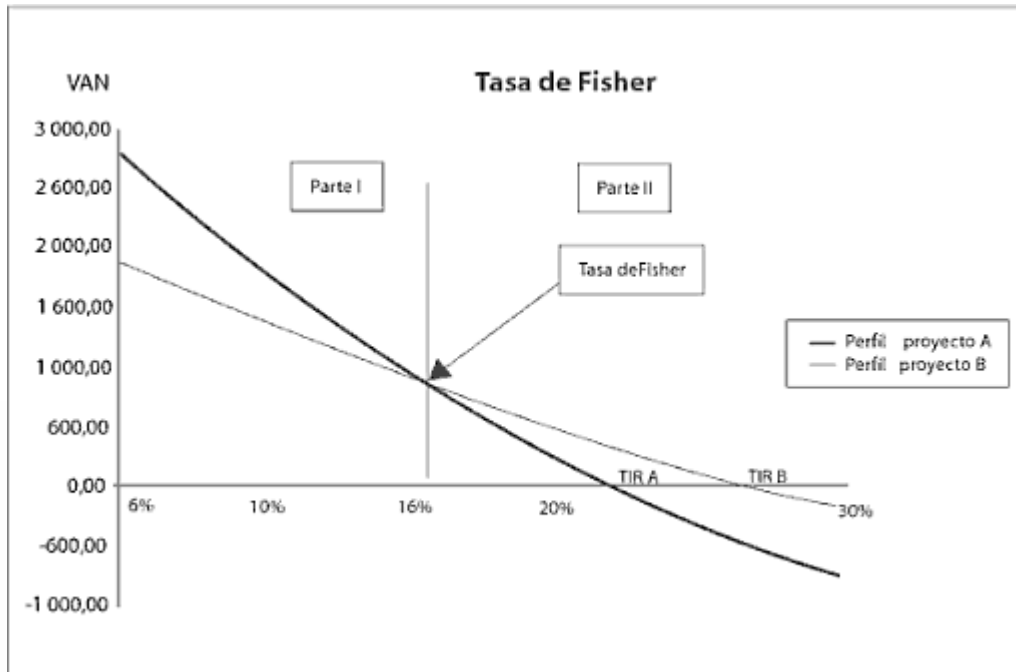 VAN
Tasa de Fisher
3 000,00
2 600,00
2 000,00
1 600,00
1 000,00
600,00
0,00
-600,00
-1 000,00
Parte I
Parte II
Tasa deFisher
Perfil proyecto A
Perfil proyecto B
TIR A
TIR B
6%
10%
16%
20%
30%